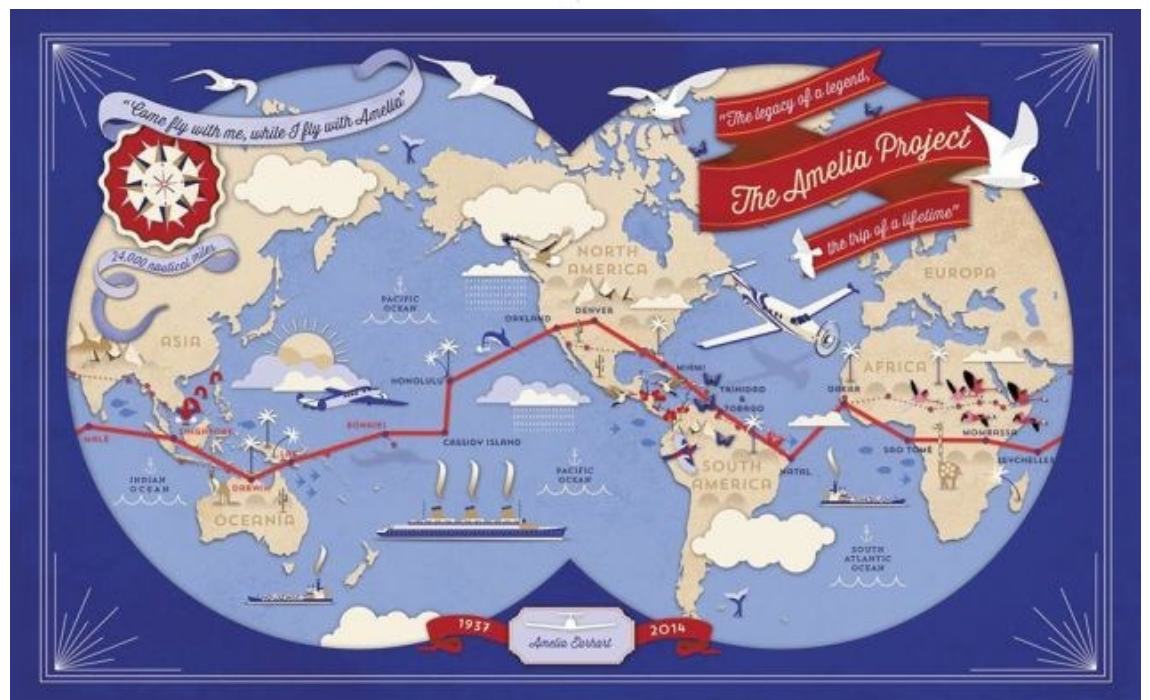 "Come fly with me, while I fly with Amelia"
24,000 nautical miles
"The legacy of a legend,
The Amelia Project
the trip of a lifetime"
NORTH
AMERICA
EUROPA
ASIA
AFRICA
OCEANIA
SOUTH
AMERICA
PACIFIC
OCEAN
PACIFIC
OCEAN
INDIAN
OCEAN
SOUTH
ATLANTIC
OCEAN
OAKLAND
DENVER
MIAMI
TRINIDAD
&
TOBAGO
HONOLULU
CASSIDY ISLAND
BONRIKI
DAKAR
NATAL
SAO TOME
MOMBASSA
SEYCHELLES
MALE
SINGAPORE
DARWIN
1937
Amelia Earhart
2014